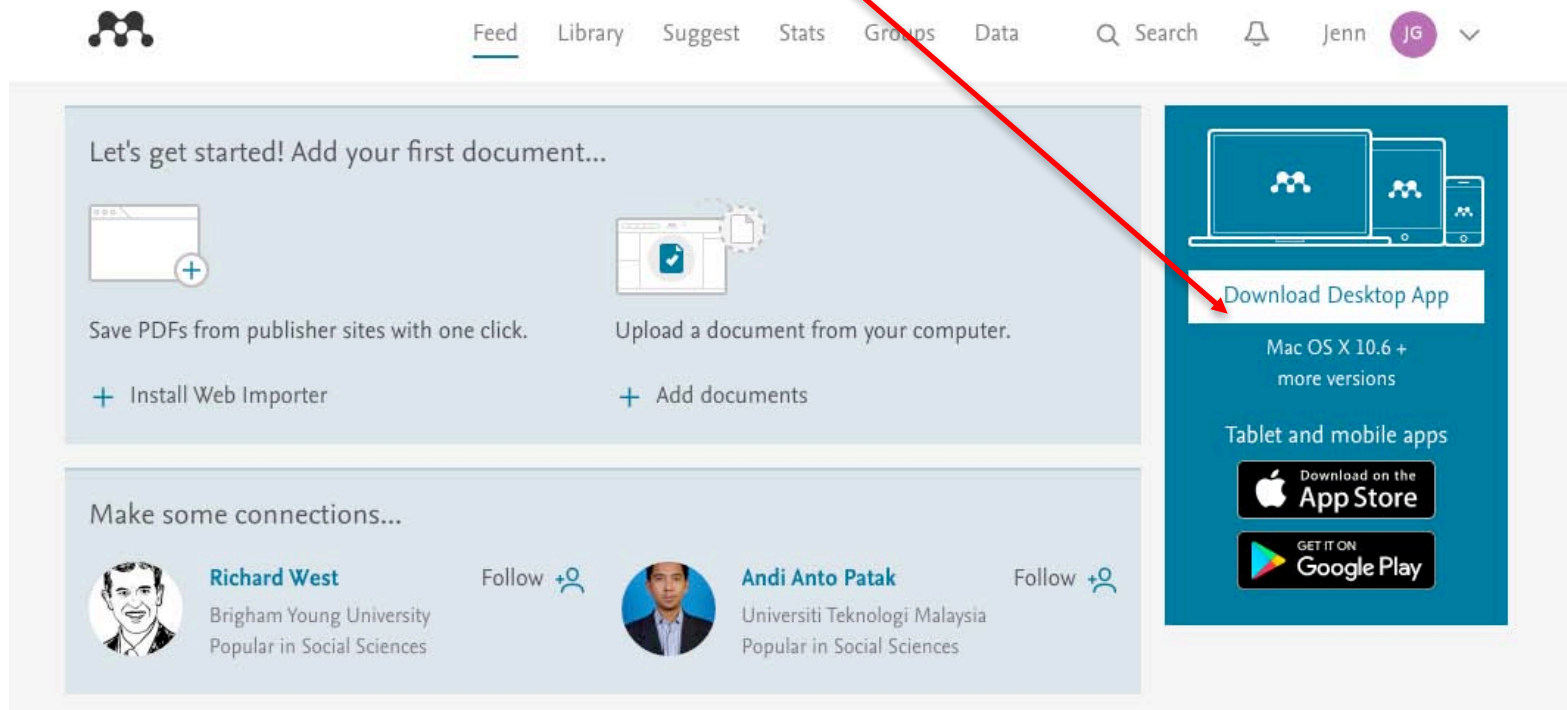 Feed Library Suggest Stats Groups Data Search Jenn JG
Let's get started! Add your first document...
Save PDFs from publisher sites with one click.
+ Install Web Importer
Upload a document from your computer.
+ Add documents
Download Desktop App
Mac OS X 10.6 +
more versions
Tablet and mobile apps
Download on the
App Store
GET IT ON
Google Play
Make some connections...
Richard West
Follow
Brigham Young University
Popular in Social Sciences
Andi Anto Patak
Follow
Universiti Teknologi Malaysia
Popular in Social Sciences